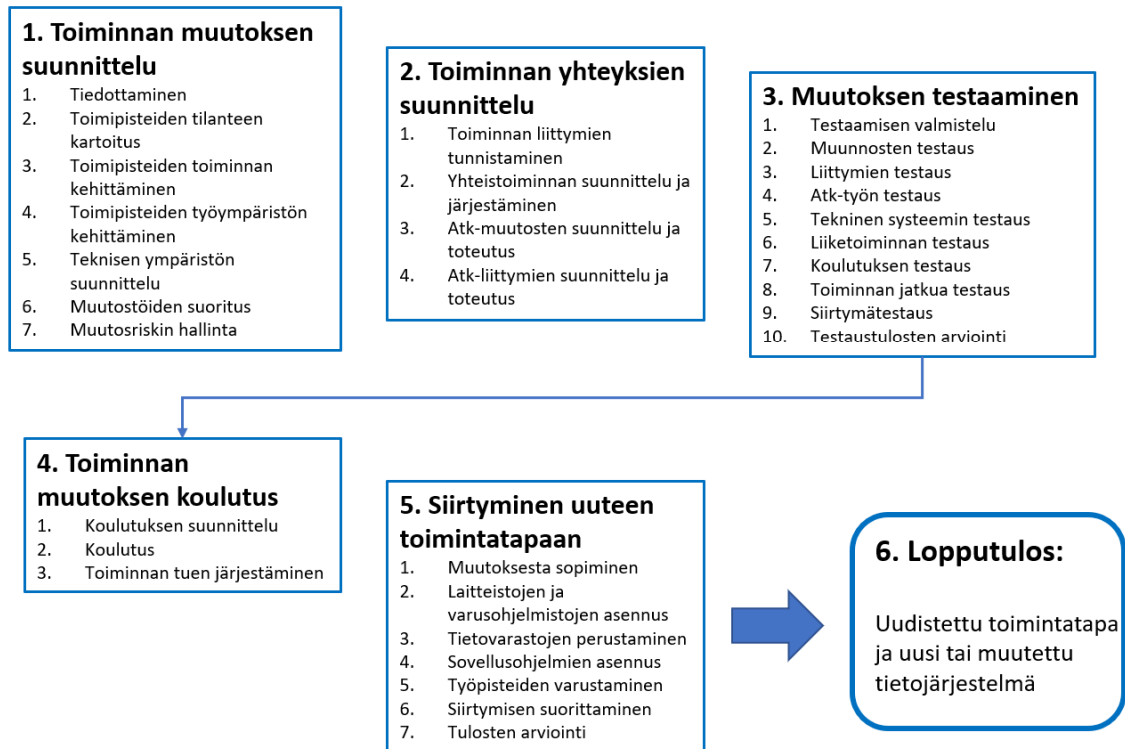 1. Toiminnan muutoksen
suunnittelu
1. Tiedottaminen
2. Toimipisteiden tilanteen
kartoitus
3. Toimipisteiden toiminnan
kehittäminen
4. Toimipisteiden työympäristön
kehittäminen
5. Teknisen ympäristön
suunnittelu
6. Muutostöiden suoritus
7. Muutosriskin hallinta
2. Toiminnan yhteyksien
suunnittelu
1. Toiminnan liittymien
tunnistaminen
2. Yhteistoiminnan suunnittelu ja
järjestäminen
3. Atk-muutosten suunnittelu ja
toteutus
4. Atk-liittymien suunnittelu ja
toteutus
3. Muutoksen testaaminen
1. Testaamisen valmistelu
2. Muunnosten testaus
3. Liittymien testaus
4. Atk-työn testaus
5. Tekninen systeemin testaus
6. Liiketoiminnan testaus
7. Koulutuksen testaus
8. Toiminnan jatkua testaus
9. Siirtymätestaus
10. Testaustulosten arviointi
4. Toiminnan
muutoksen koulutus
1. Koulutuksen suunnittelu
2. Koulutus
3. Toiminnan tuen järjestäminen
5. Siirtyminen uuteen
toimintatapaan
1. Muutoksesta sopiminen
2. Laitteistojen ja
varusohjelmistojen asennus
3. Tietovarastojen perustaminen
4. Sovellusohjelmien asennus
5. Työpisteiden varustaminen
6. Siirtymisen suorittaminen
7. Tulosten arviointi
6. Lopputulos:
Uudistettu toimintatapa
ja uusi tai muutettu
tietojärjestelmä